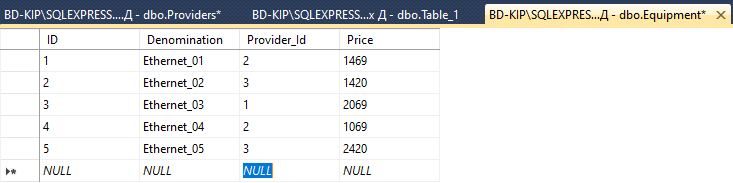 BD-KIP\SQLEXPRESS....Д - dbo.Providers* BD-KIP\SQLEXPRESS...x Д - dbo.Table_1 BD-KIP\SQLEXPRES...Д - dbo.Equipment*
ID Denomination Provider_Id Price
1 Ethernet_01 2 1469
2 Ethernet_02 3 1420
3 Ethernet_03 1 2069
4 Ethernet_04 2 1069
5 Ethernet_05 3 2420
NULL NULL NULL NULL